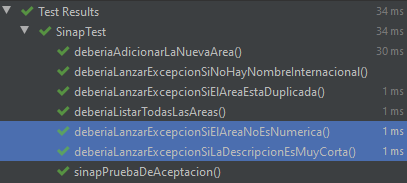 Test Results 34 ms
SinapTest 34 ms
deberiaAdicionarLaNuevaArea() 30 ms
deberiaLanzarExcepcionSiNoHayNombreInternacional()
deberiaLanzarExcepcionSiElAreaEstaDuplicada() 1 ms
deberiaListarTodasLasAreas() 1 ms
deberiaLanzarExcepcionSiElAreaNoEsNumerica() 1 ms
deberiaLanzarExcepcionSiLaDescripcionEsMuyCorta() 1 ms
sinapPruebaDeAceptacion()